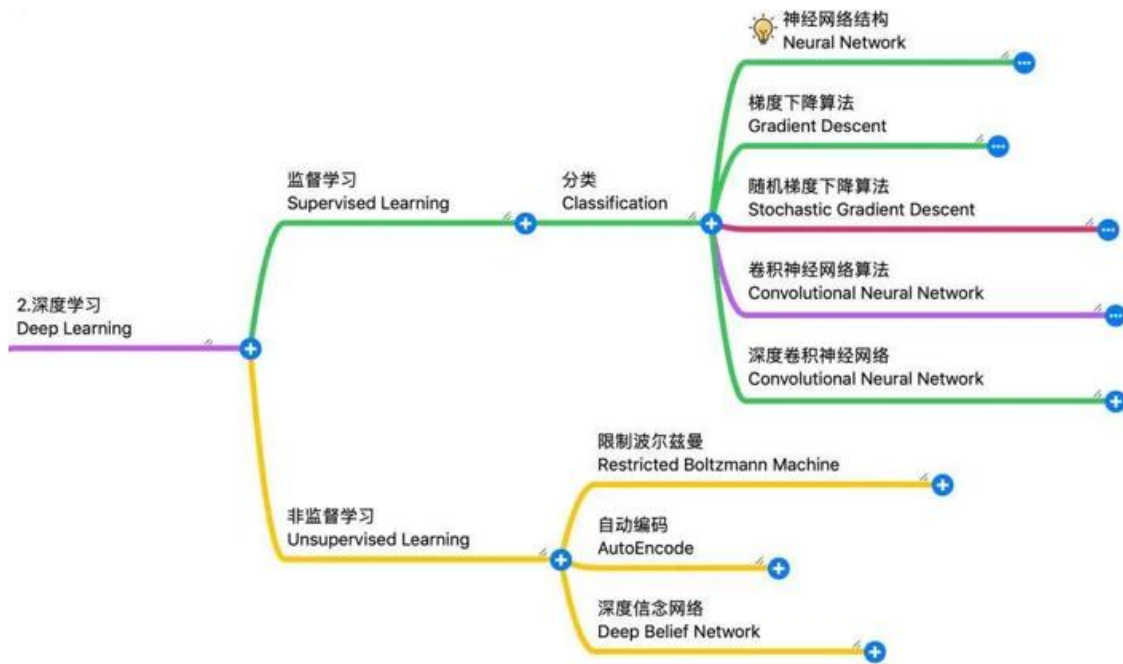 神经网络结构
Neural Network
梯度下降算法
Gradient Descent
监督学习
Supervised Learning
分类
Classification
随机梯度下降算法
Stochastic Gradient Descent
卷积神经网络算法
Convolutional Neural Network
2.深度学习
Deep Learning
深度卷积神经网络
Convolutional Neural Network
限制波尔兹曼
Restricted Boltzmann Machine
非监督学习
Unsupervised Learning
自动编码
AutoEncode
深度信念网络
Deep Belief Network